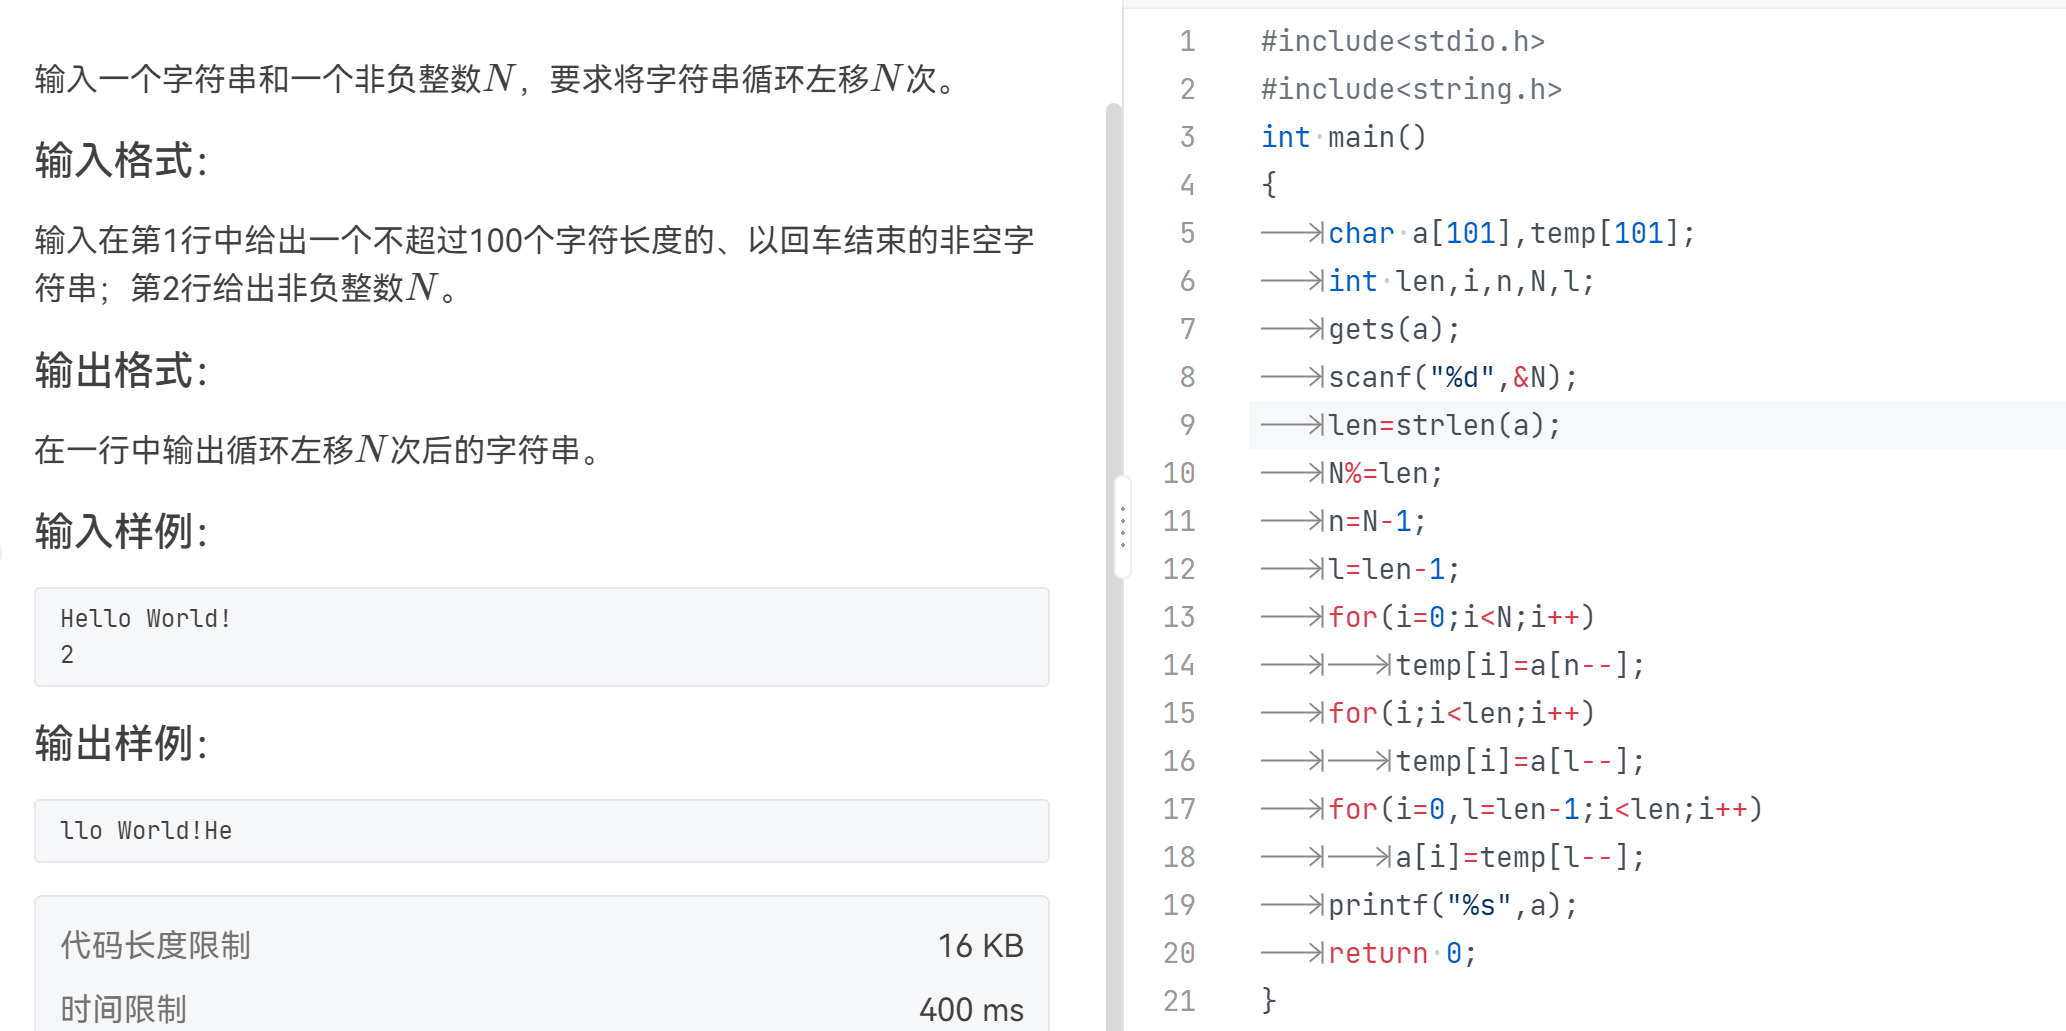 输入一个字符串和一个非负整数N，要求将字符串循环左移N次。
输入格式：
输入在第1行中给出一个不超过100个字符长度的、以回车结束的非空字
符串；第2行给出非负整数N。
输出格式：
在一行中输出循环左移N次后的字符串。
输入样例：
Hello World!
2
输出样例：
llo World!He
代码长度限制 16 KB
时间限制 400 ms
1 #include<stdio.h>
2 #include<string.h>
3 int main()
4 {
5 char a[101],temp[101];
6 int len,i,n,N,l;
7 gets(a);
8 scanf("%d",&N);
9 len=strlen(a);
10 N%=len;
11 n=N-1;
12 l=len-1;
13 for(i=0;i<N;i++)
14 temp[i]=a[n--];
15 for(i;i<len;i++)
16 temp[i]=a[l--];
17 for(i=0,l=len-1;i<len;i++)
18 a[i]=temp[l--];
19 printf("%s",a);
20 return 0;
21 }